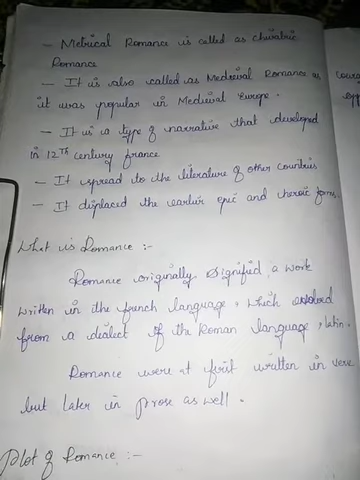 - Metrical Romance is called as chivalric
Romance
- It is also called as Medieval Romance as
it was popular in Medieval Europe.
- It is a type of narrative that developed
in 12TH century france
- It spread to the literature of other countries
- It displaced the earlier epic and heroic forms.
What is Romance :-
Romance originally signified a work
written in the french language, which evolved
from a dialect of the Roman language, latin.
Romance were at first written in verse
but later in prose as well.
Plot of Romance :-